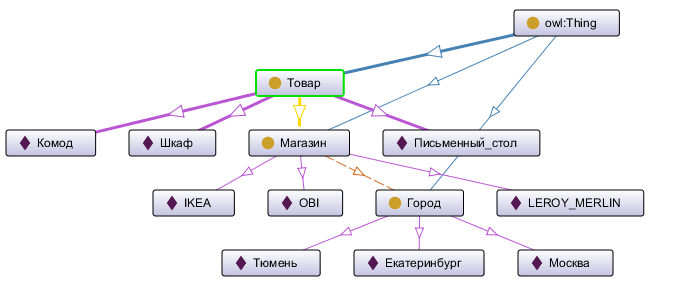 owl:Thing
Товар
Комод
Шкаф
Магазин
Письменный_стол
IKEA
OBI
Город
LEROY_MERLIN
Тюмень
Екатеринбург
Москва